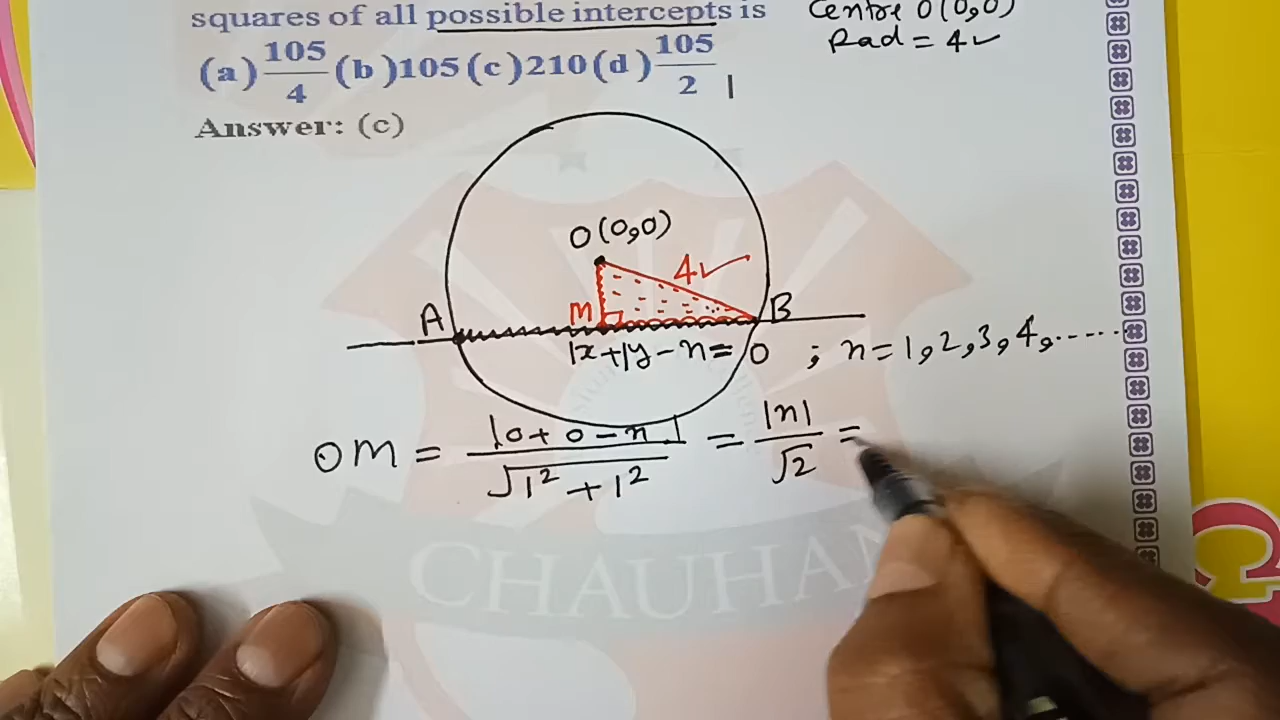 squares of all possible intercepts is
Centre O(0,0)
Rad = 4 ✓
(a) 105/4 (b) 105 (c) 210 (d) 105/2
Answer: (c)
O(0,0)
4 ✓
M
A
B
1x+1y-n=0 ; n=1,2,3,4,.....
OM = |0+0-n| / √1²+1² = |n| / √2 =
CHAUHAN